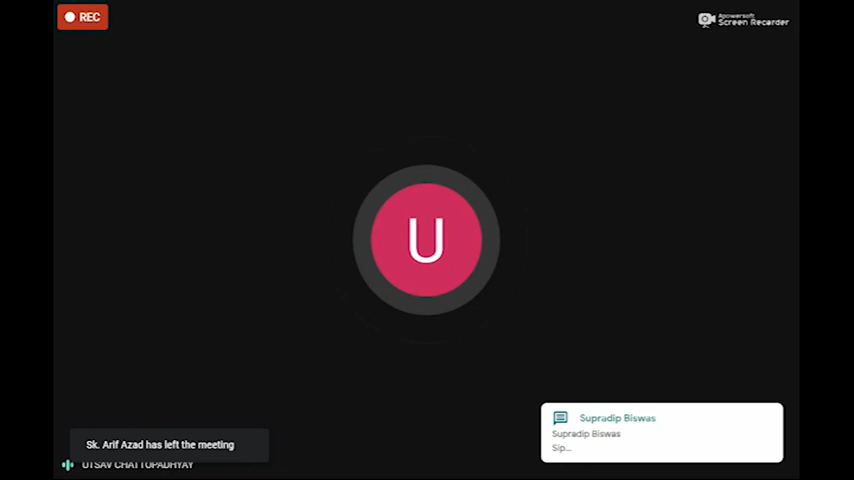 REC
Apowersoft
Screen Recorder
U
Supradip Biswas
Supradip Biswas
Sip...
Sk. Arif Azad has left the meeting
UTSAV CHATTOPADHYAY